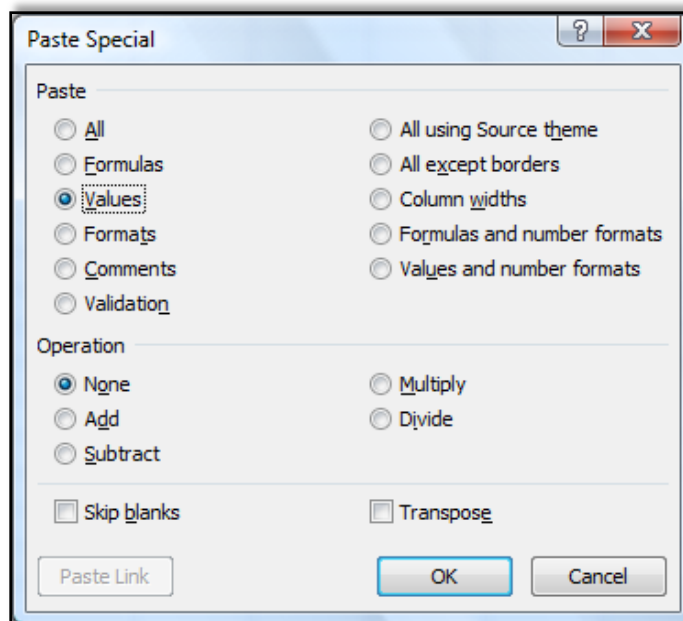 Paste Special
?
X
Paste
All
All using Source theme
Formulas
All except borders
Values
Column widths
Formats
Formulas and number formats
Comments
Values and number formats
Validation
Operation
None
Multiply
Add
Divide
Subtract
Skip blanks
Transpose
Paste Link
OK
Cancel